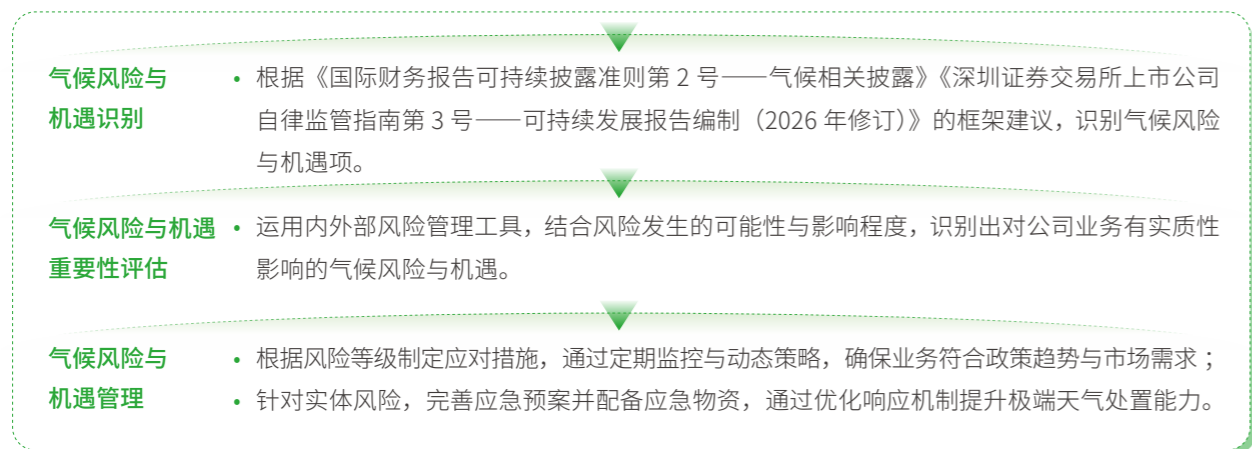 气候风险与
机遇识别
• 根据《国际财务报告可持续披露准则第 2 号——气候相关披露》《深圳证券交易所上市公司
自律监管指南第 3 号——可持续发展报告编制（2026 年修订）》的框架建议，识别气候风险
与机遇项。
气候风险与机遇
重要性评估
• 运用内外部风险管理工具，结合风险发生的可能性与影响程度，识别出对公司业务有实质性
影响的气候风险与机遇。
气候风险与
机遇管理
• 根据风险等级制定应对措施，通过定期监控与动态策略，确保业务符合政策趋势与市场需求；
• 针对实体风险，完善应急预案并配备应急物资，通过优化响应机制提升极端天气处置能力。